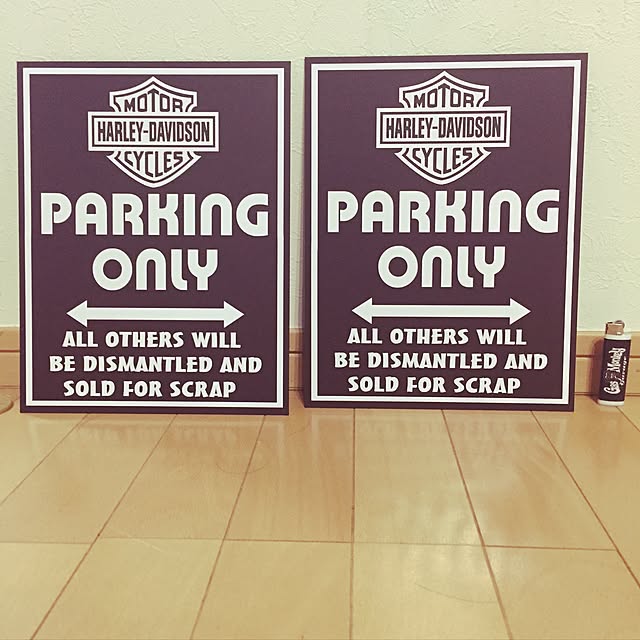 MOTOR
HARLEY-DAVIDSON
CYCLES
PARKING
ONLY
ALL OTHERS WILL
BE DISMANTLED AND
SOLD FOR SCRAP
MOTOR
HARLEY-DAVIDSON
CYCLES
PARKING
ONLY
ALL OTHERS WILL
BE DISMANTLED AND
SOLD FOR SCRAP